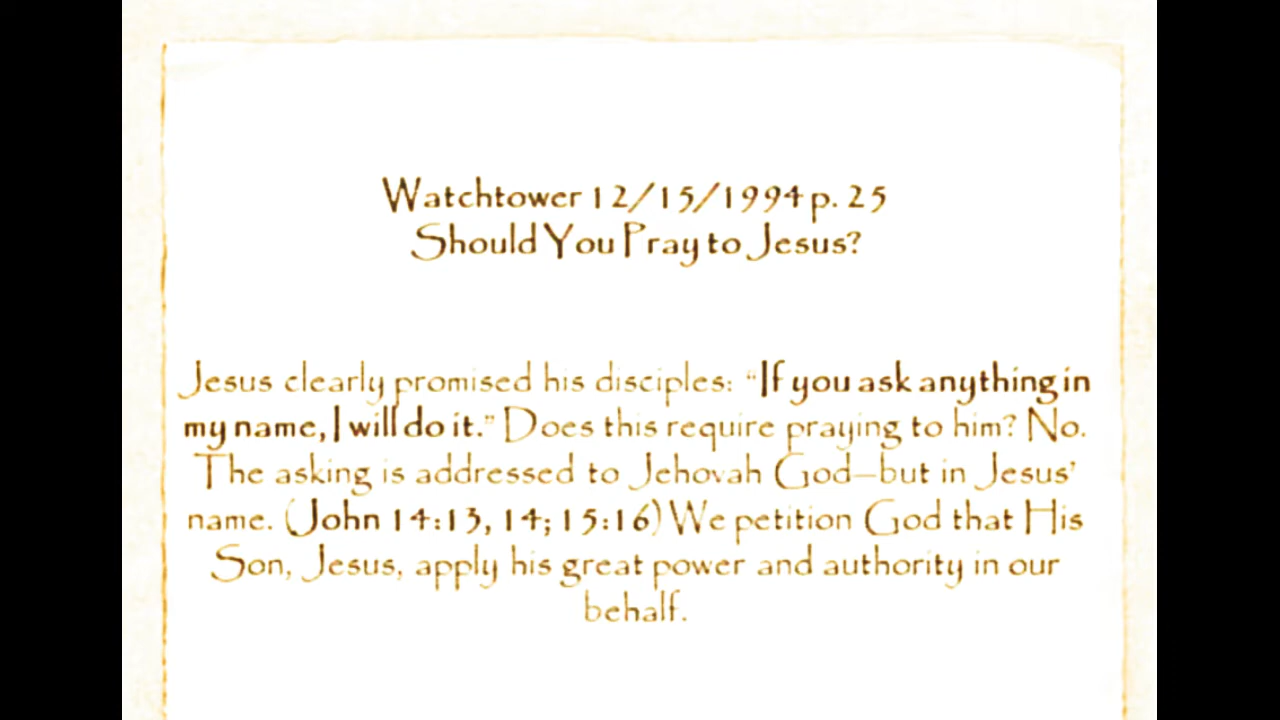 Watchtower 12/15/1994 p. 25
Should You Pray to Jesus?
Jesus clearly promised his disciples: “If you ask anything in
my name, I will do it.” Does this require praying to him? No.
The asking is addressed to Jehovah God—but in Jesus’
name. (John 14:13, 14; 15:16) We petition God that His
Son, Jesus, apply his great power and authority in our
behalf.